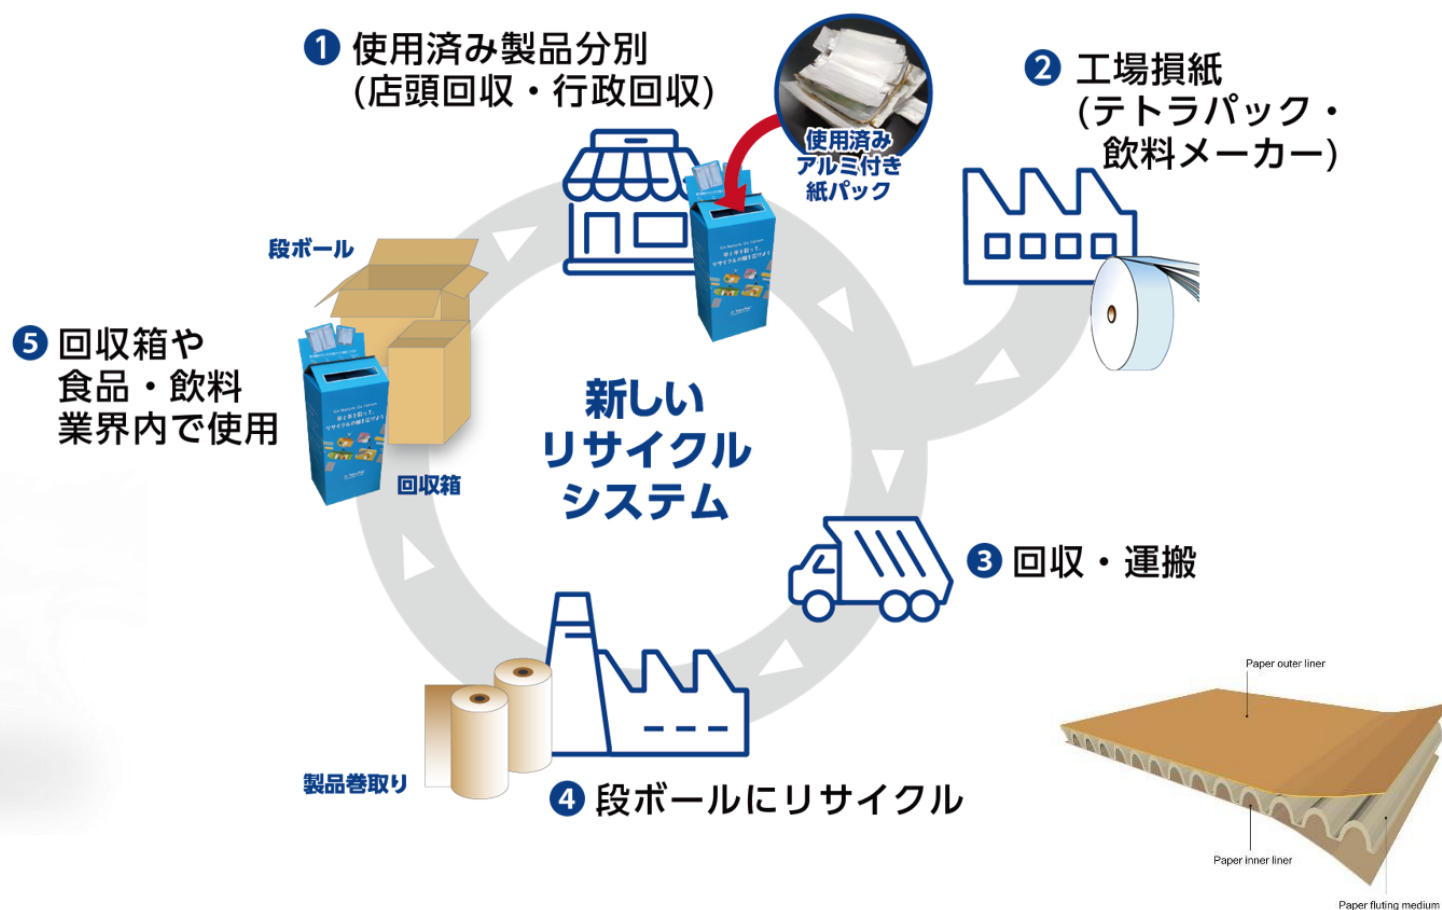 ❶ 使用済み製品分別
(店頭回収・行政回収)
使用済み
アルミ付き
紙パック
❷ 工場損紙
(テトラパック・
飲料メーカー)
段ボール
❺ 回収箱や
食品・飲料
業界内で使用
回収箱
新しい
リサイクル
システム
❸ 回収・運搬
製品巻取り
❹ 段ボールにリサイクル
Paper outer liner
Paper inner liner
Paper fluting medium